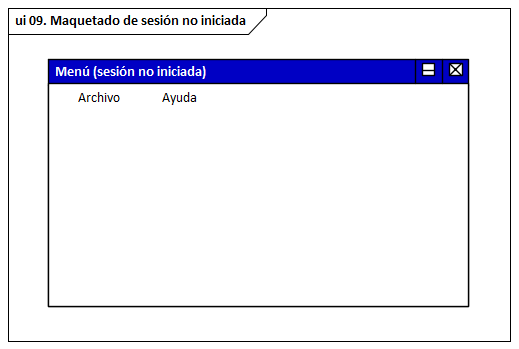 ui 09. Maquetado de sesión no iniciada
Menú (sesión no iniciada)
Archivo Ayuda